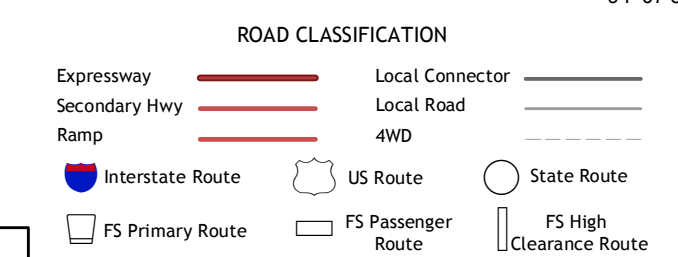 ROAD CLASSIFICATION
Expressway
Local Connector
Secondary Hwy
Local Road
Ramp
4WD
Interstate Route
US Route
State Route
FS Primary Route
FS Passenger
Route
FS High
Clearance Route